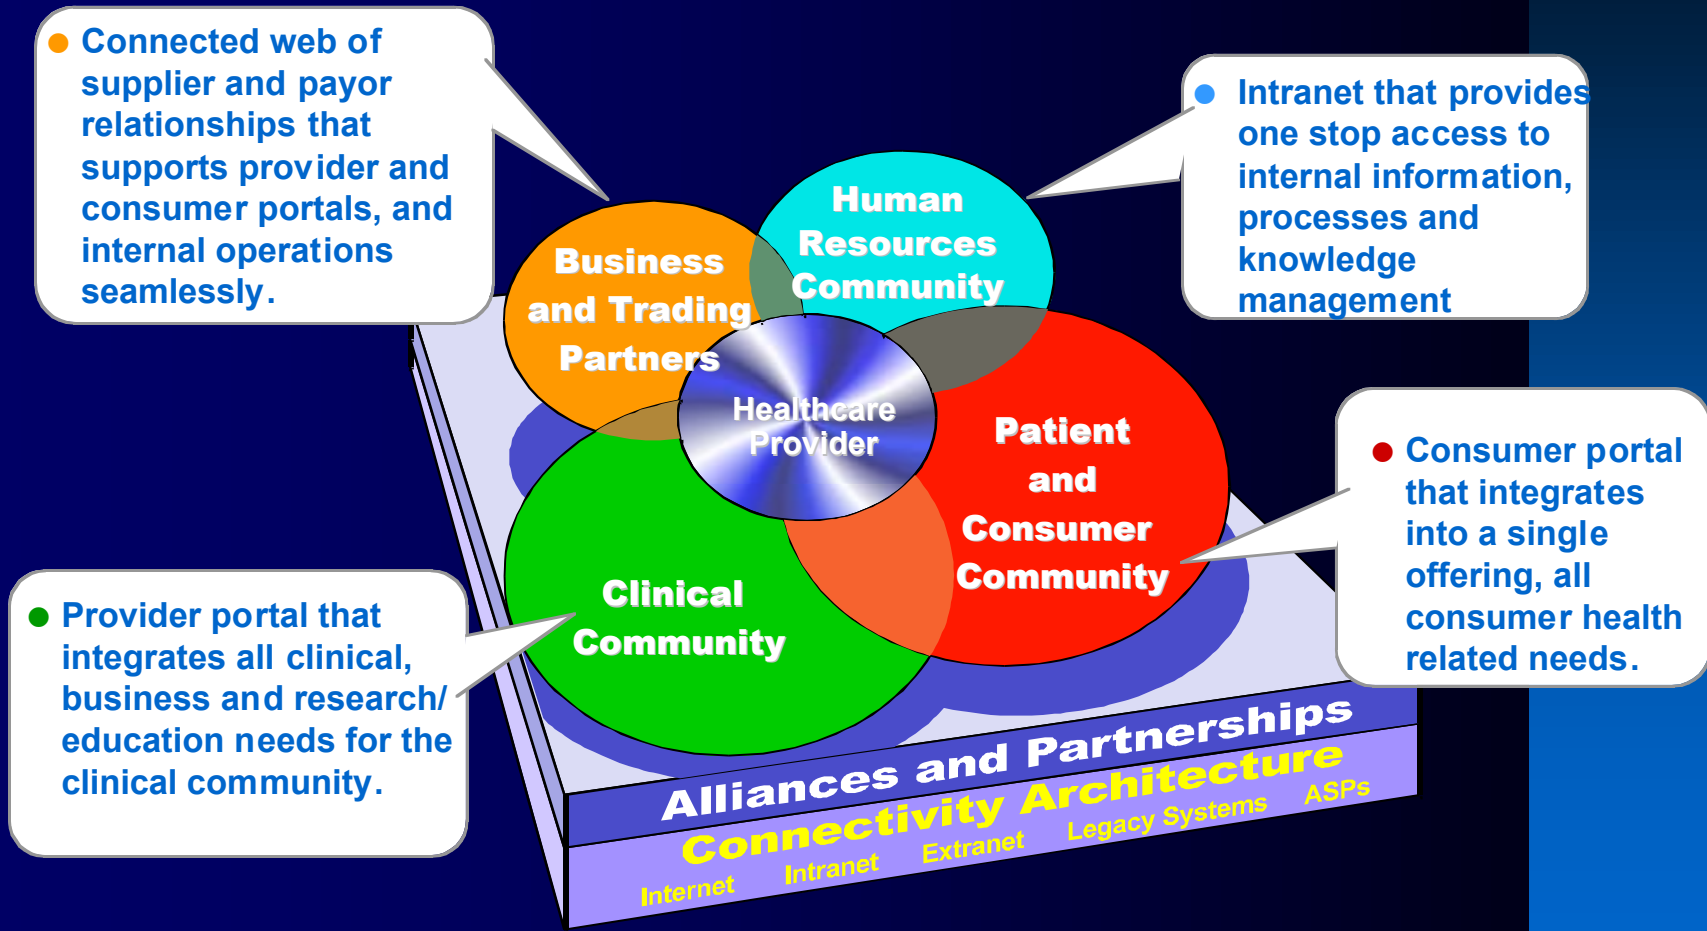 Connected web of
supplier and payor
relationships that
supports provider and
consumer portals, and
internal operations
seamlessly.
Intranet that provides
one stop access to
internal information,
processes and
knowledge
management
Human
Resources
Community
Business
and Trading
Partners
Healthcare
Provider
Patient
and
Consumer
Community
Consumer portal
that integrates
into a single
offering, all
consumer health
related needs.
Clinical
Community
Provider portal that
integrates all clinical,
business and research/
education needs for the
clinical community.
Alliances and Partnerships
Connectivity Architecture
Internet Intranet Extranet Legacy Systems ASPs